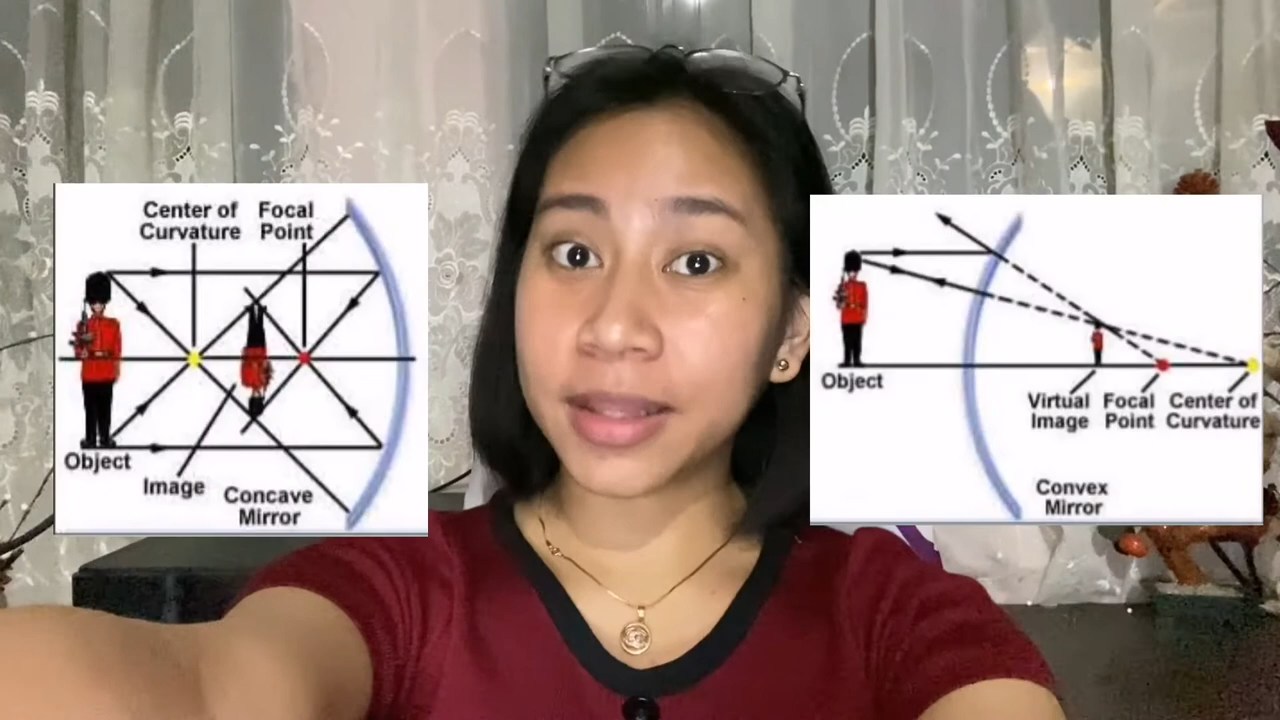 Center of
Curvature
Focal
Point
Object
Image
Concave
Mirror
Object
Virtual
Image
Focal
Point
Center of
Curvature
Convex
Mirror